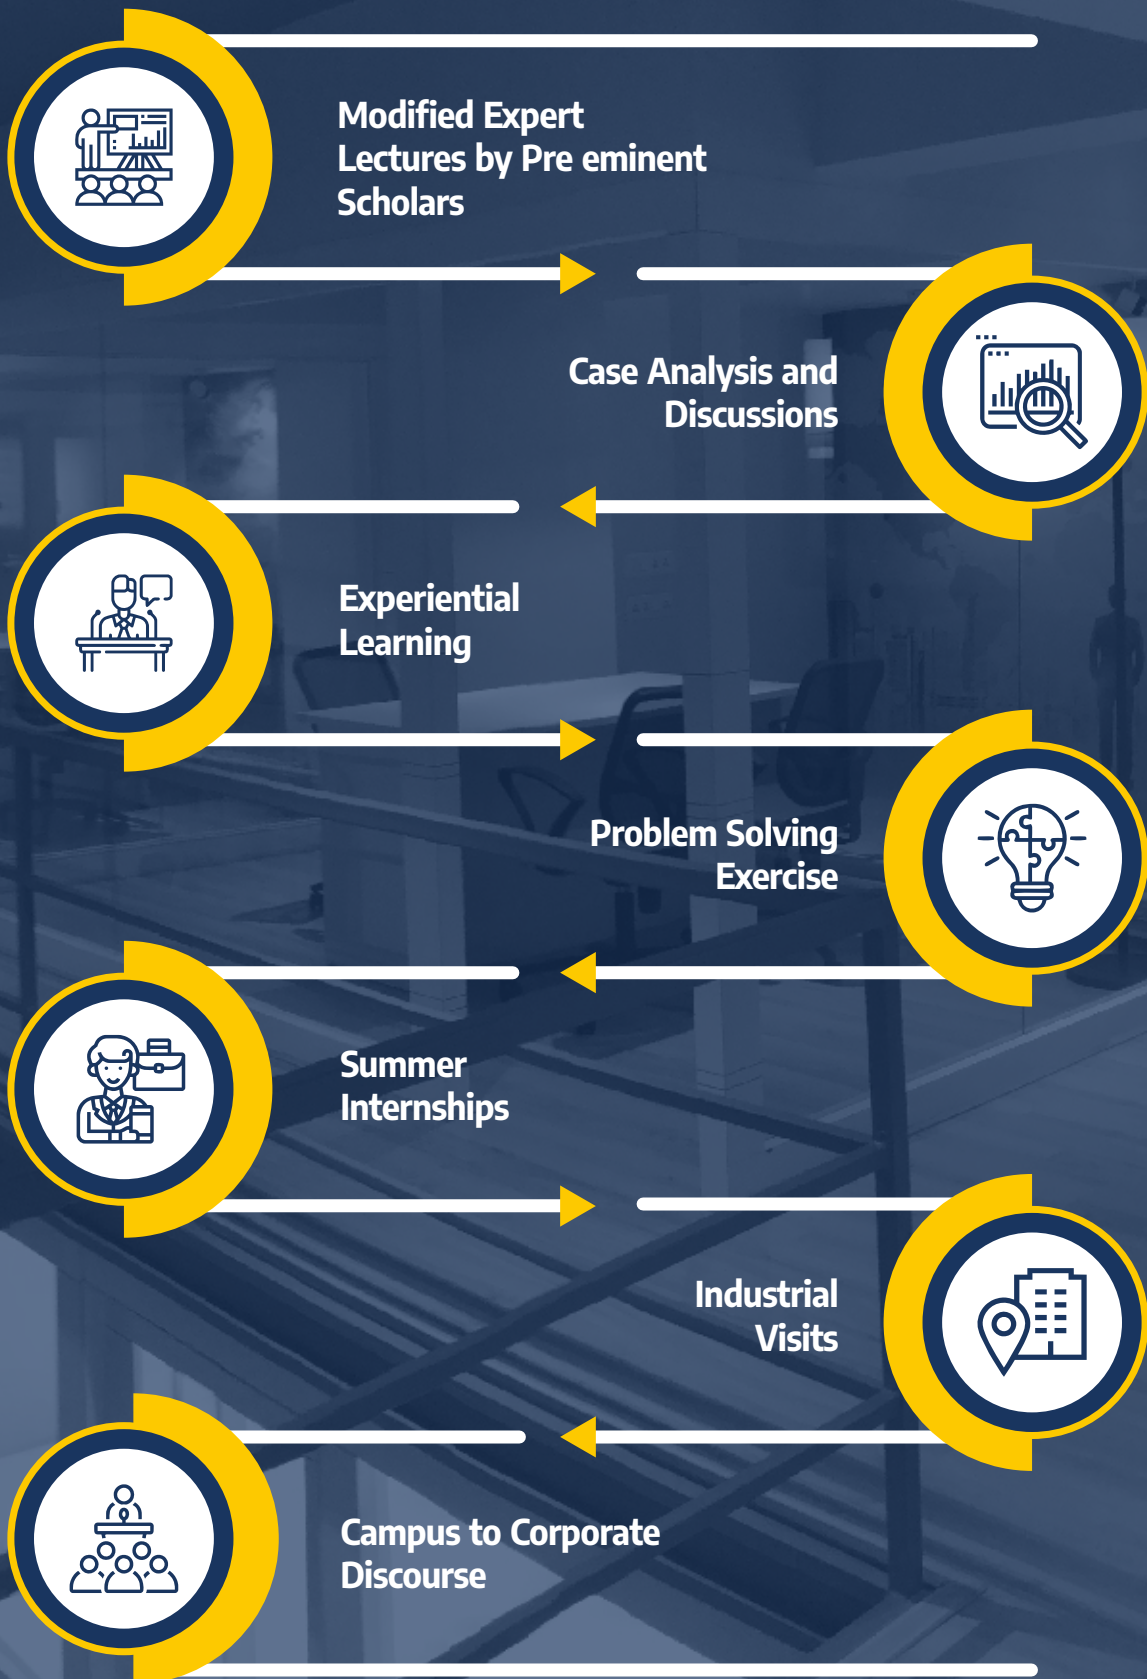 Modified Expert
Lectures by Pre eminent
Scholars
Case Analysis and
Discussions
Experiential
Learning
Problem Solving
Exercise
Summer
Internships
Industrial
Visits
Campus to Corporate
Discourse